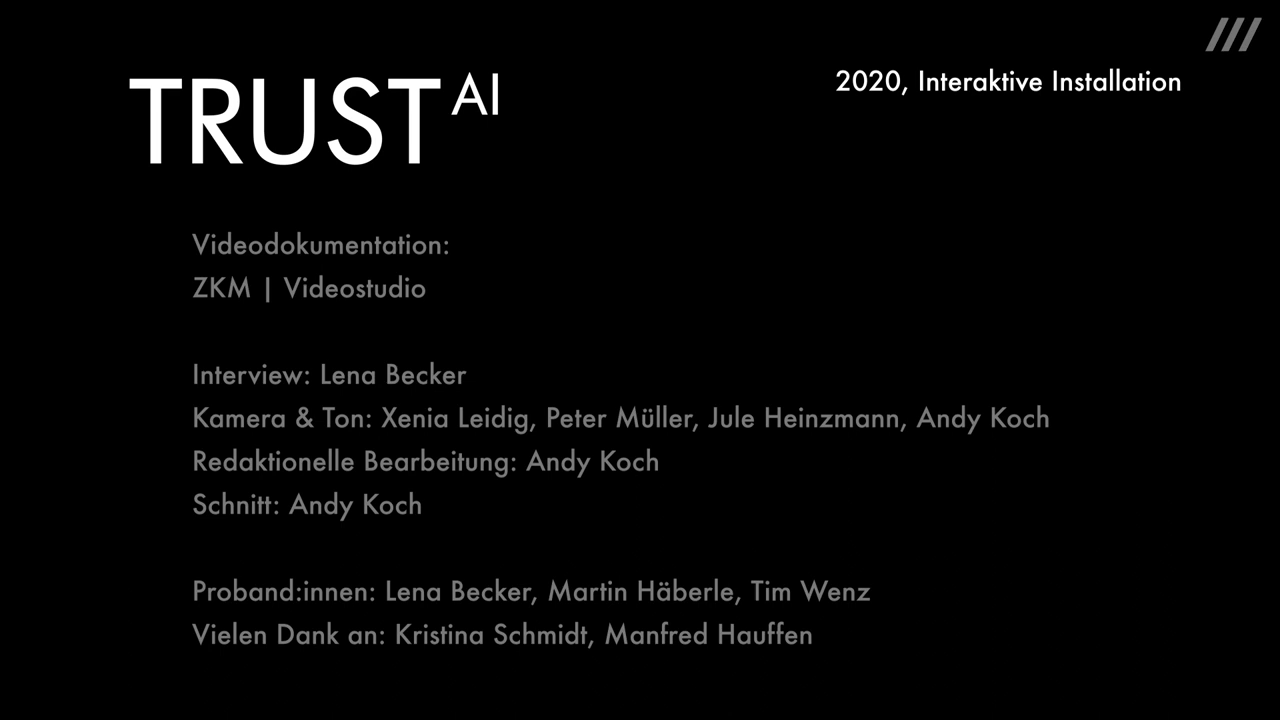 TRUST AI
2020, Interaktive Installation
Videodokumentation:
ZKM | Videostudio
Interview: Lena Becker
Kamera & Ton: Xenia Leidig, Peter Müller, Jule Heinzmann, Andy Koch
Redaktionelle Bearbeitung: Andy Koch
Schnitt: Andy Koch
Proband:innen: Lena Becker, Martin Häberle, Tim Wenz
Vielen Dank an: Kristina Schmidt, Manfred Hauffen